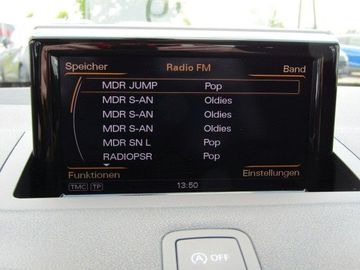 Speicher Radio FM Band
MDR JUMP Pop
MDR S-AN Oldies
MDR S-AN Oldies
MDR S-AN Oldies
MDR SN L Pop
RADIOPSR Pop
Funktionen Einstellungen
TMC TP 13:50
A OFF